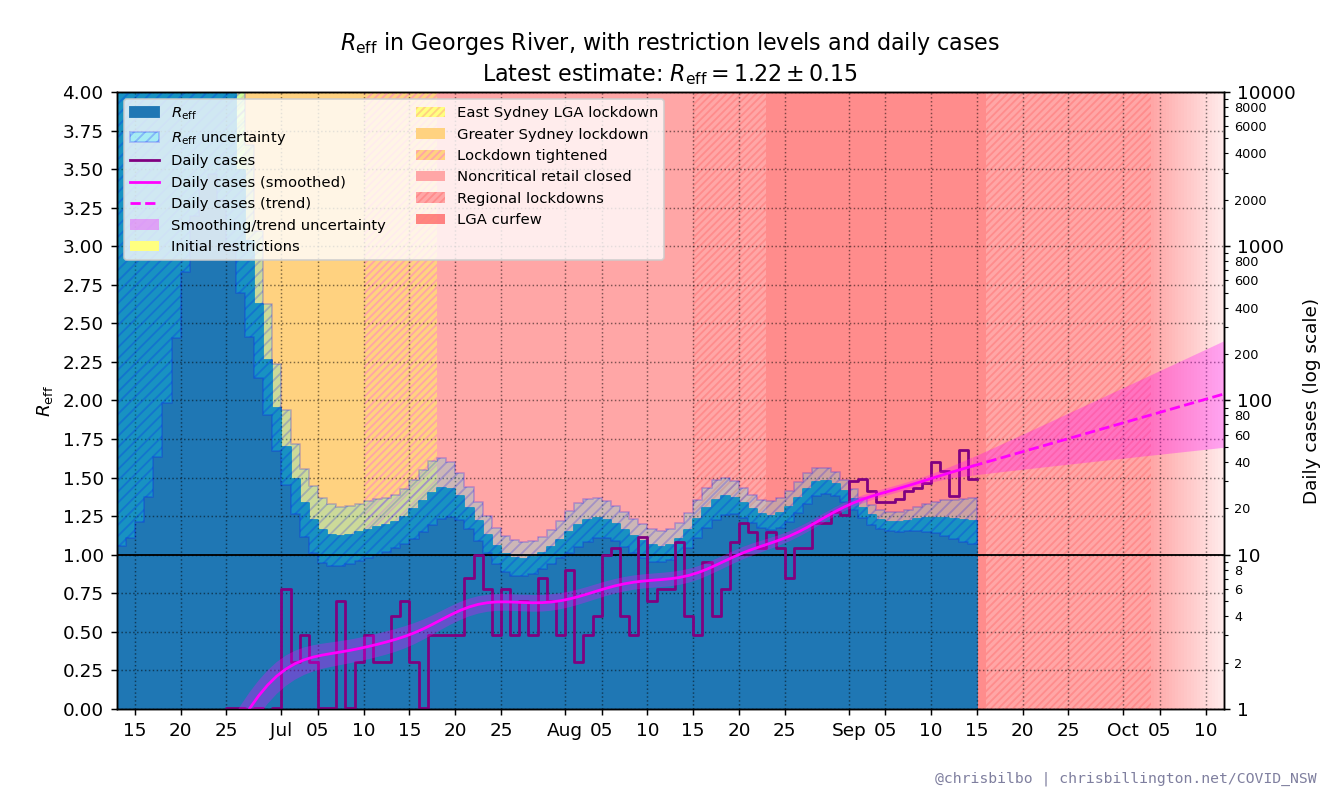 Reff in Georges River, with restriction levels and daily cases
Latest estimate: Reff = 1.22 ± 0.15
Reff
Reff uncertainty
Daily cases
Daily cases (smoothed)
Daily cases (trend)
Smoothing/trend uncertainty
Initial restrictions
East Sydney LGA lockdown
Greater Sydney lockdown
Lockdown tightened
Noncritical retail closed
Regional lockdowns
LGA curfew
Reff
4.00
3.75
3.50
3.25
3.00
2.75
2.50
2.25
2.00
1.75
1.50
1.25
1.00
0.75
0.50
0.25
0.00
15 20 25 Jul 05 10 15 20 25 Aug 05 10 15 20 25 Sep 05 10 15 20 25 Oct 05 10
10000
8000
6000
4000
2000
1000
800
600
400
200
100
80
60
40
20
10
8
6
4
2
1
Daily cases (log scale)
@chrisbilbo | chrisbillington.net/COVID_NSW